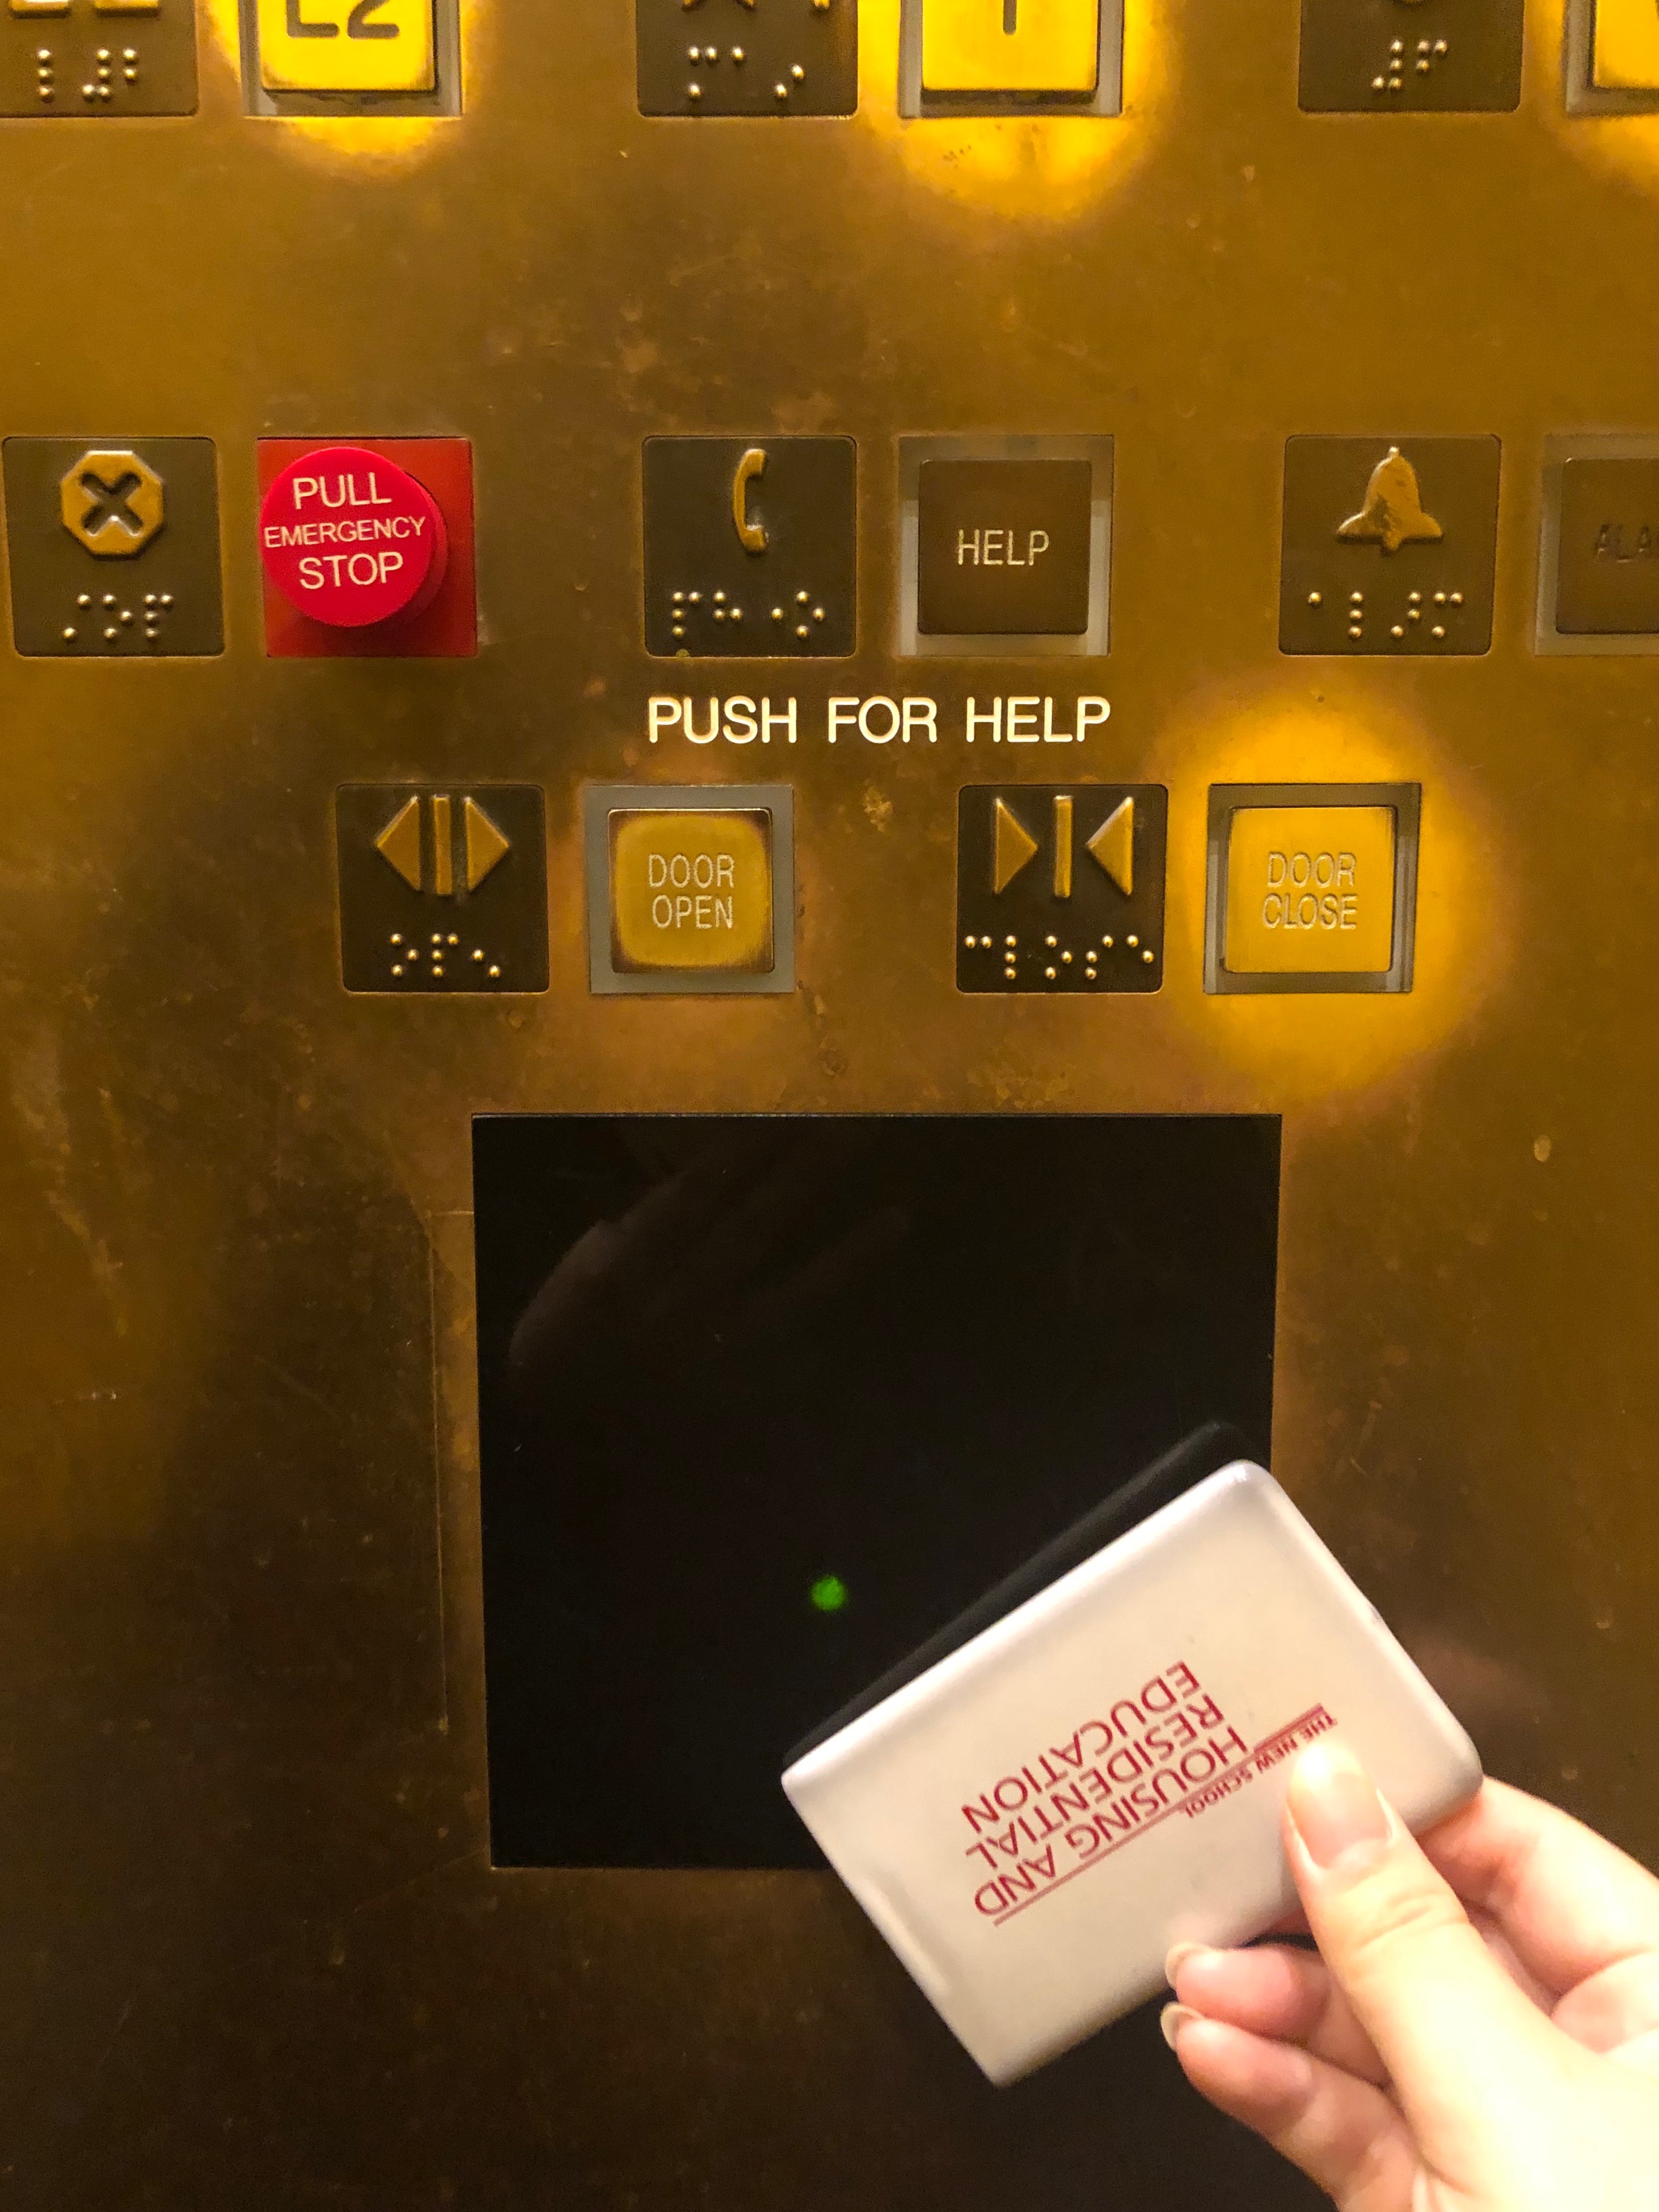 L2
PULL
EMERGENCY
STOP
HELP
PUSH FOR HELP
DOOR
OPEN
DOOR
CLOSE
THE NEW SCHOOL
HOUSING AND
RESIDENTIAL
EDUCATION